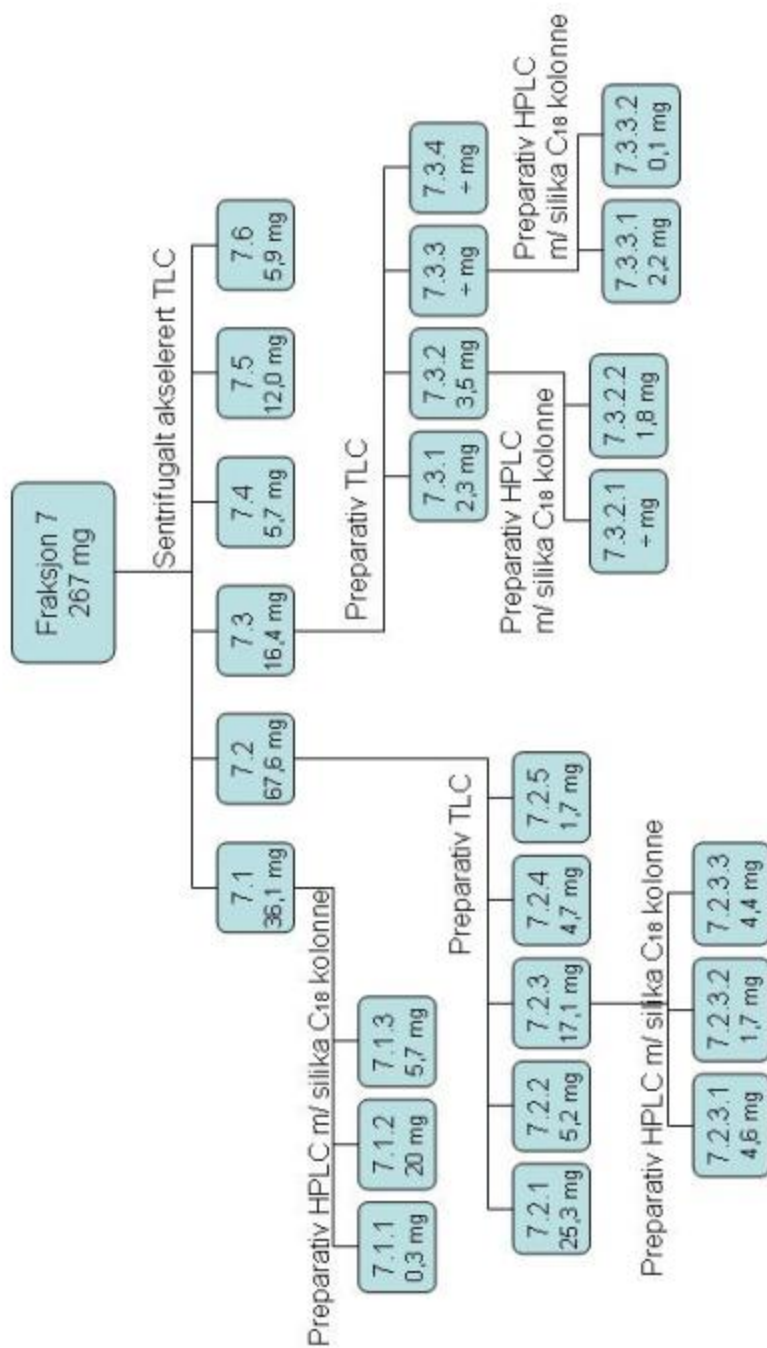 Fraksjon 7
267 mg
Sentrifugalt akselerert TLC
7.1
36,1 mg
7.2
67,6 mg
7.3
16,4 mg
7.4
5,7 mg
7.5
12,0 mg
7.6
5,9 mg
Preparativ HPLC m/ silika C18 kolonne
7.1.1
0,3 mg
7.1.2
20 mg
7.1.3
5,7 mg
Preparativ TLC
7.2.1
25,3 mg
7.2.2
5,2 mg
7.2.3
17,1 mg
7.2.4
4,7 mg
7.2.5
1,7 mg
Preparativ HPLC m/ silika C18 kolonne
7.2.3.1
4,6 mg
7.2.3.2
1,7 mg
7.2.3.3
4,4 mg
Preparativ TLC
7.3.1
2,3 mg
7.3.2
3,5 mg
7.3.3
÷ mg
7.3.4
÷ mg
Preparativ HPLC
m/ silika C18 kolonne
7.3.2.1
÷ mg
7.3.2.2
1,8 mg
Preparativ HPLC
m/ silika C18 kolonne
7.3.3.1
2,2 mg
7.3.3.2
0,1 mg